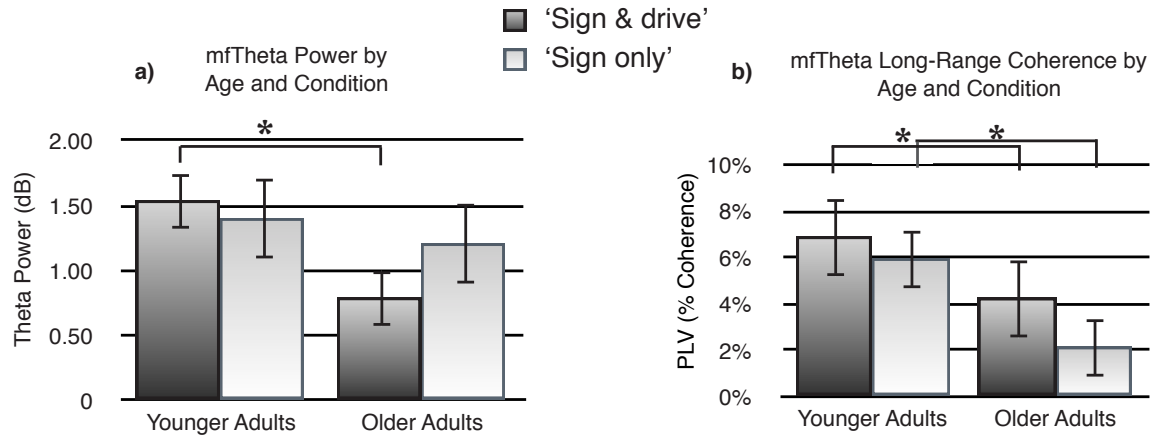 ‘Sign & drive’
‘Sign only’
a)
mfTheta Power by
Age and Condition
*
2.00
1.50
1.00
0.50
0
Theta Power (dB)
Younger Adults
Older Adults
b)
mfTheta Long-Range Coherence by
Age and Condition
*
*
10%
8%
6%
4%
2%
0%
PLV (% Coherence)
Younger Adults
Older Adults